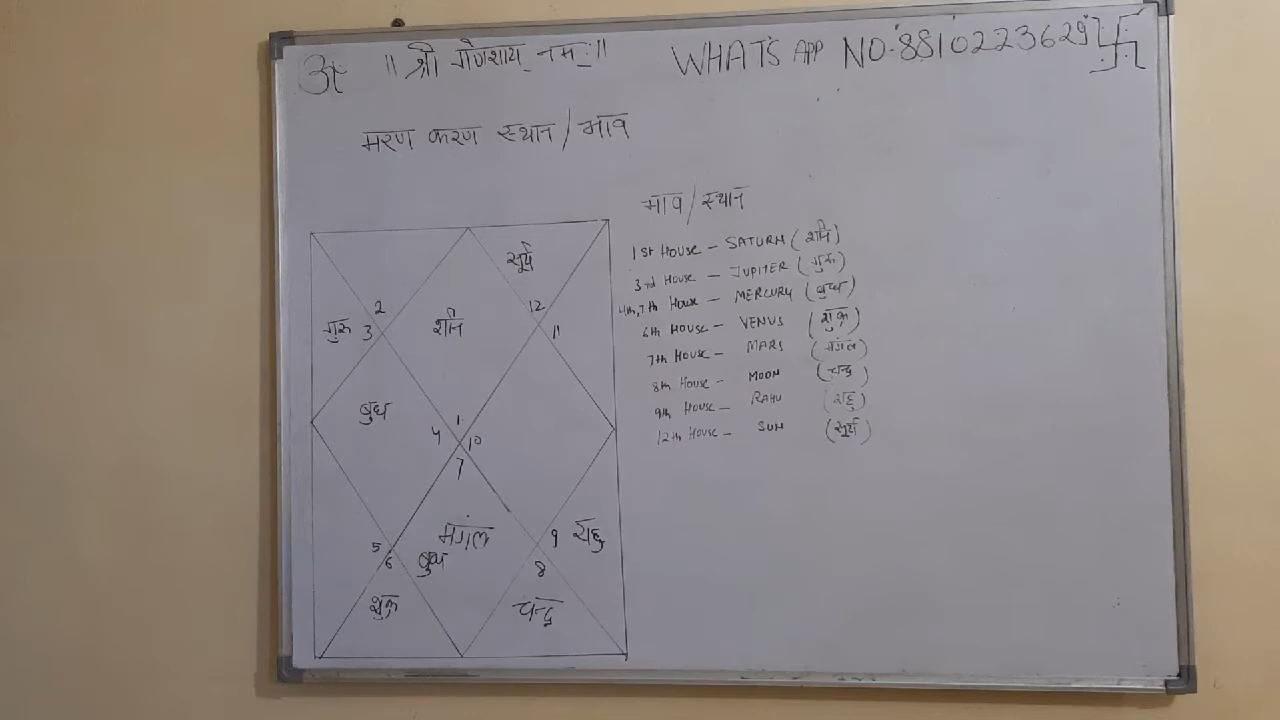 ॐ ॥ श्री गणेशाय नमः ॥ WHAT'S APP NO.8810223629 卐
मरण करण स्थान / भाव
भाव / स्थान
1st HOUSE – SATURN (शनि)
3rd HOUSE – JUPITER (गुरू)
4th,7th HOUSE – MERCURY (बुध)
6th HOUSE – VENUS (शुक्र)
7th HOUSE – MARS (मंगल)
8th HOUSE – MOON (चन्द्र)
9th HOUSE – RAHU (राहु)
12th HOUSE – SUN (सूर्य)
सूर्य
2 12
गुरू 3 शनि 11
बुध
1
4 10
7
मंगल 9 राहु
5 बुध
6 8
शुक्र चन्द्र